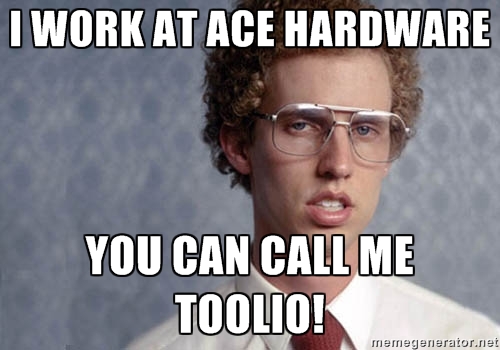 I WORK AT ACE HARDWARE
YOU CAN CALL ME
TOOLIO!
memegenerator.net